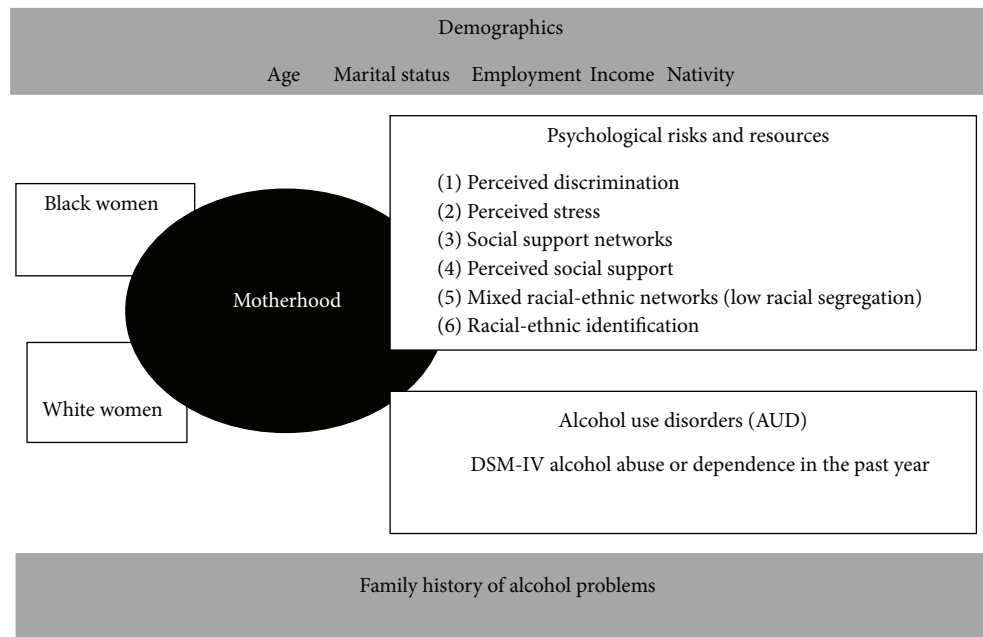 Demographics
Age Marital status Employment Income Nativity
Psychological risks and resources
(1) Perceived discrimination
(2) Perceived stress
(3) Social support networks
(4) Perceived social support
(5) Mixed racial-ethnic networks (low racial segregation)
(6) Racial-ethnic identification
Black women
Motherhood
White women
Alcohol use disorders (AUD)
DSM-IV alcohol abuse or dependence in the past year
Family history of alcohol problems